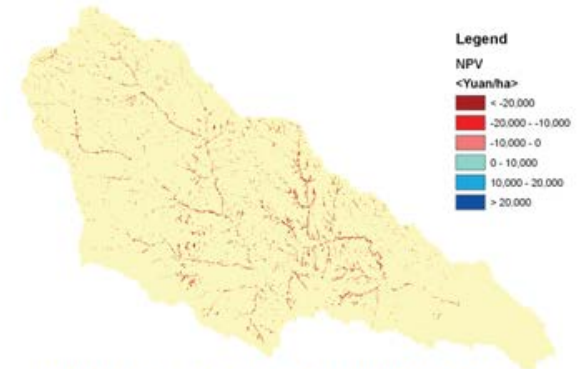 Legend
NPV
<Yuan/ha>
< -20,000
-20,000 - -10,000
-10,000 - 0
0 - 10,000
10,000 - 20,000
> 20,000